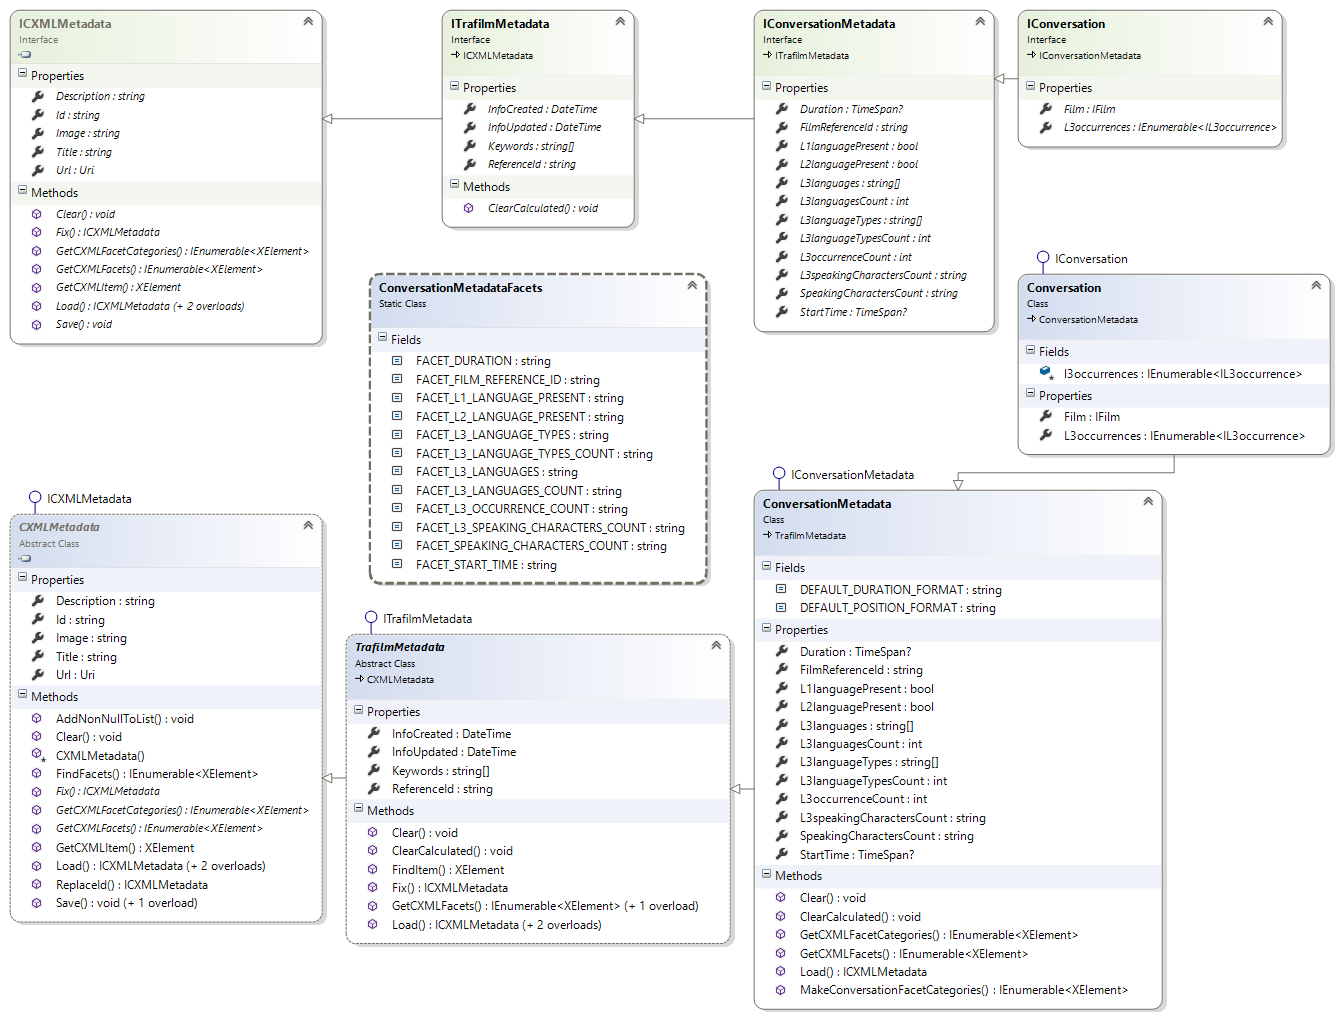 ICXMLMetadata
Interface
Properties
Description : string
Id : string
Image : string
Title : string
Url : Uri
Methods
Clear() : void
Fix() : ICXMLMetadata
GetCXMLFacetCategories() : IEnumerable<XElement>
GetCXMLFacets() : IEnumerable<XElement>
GetCXMLItem() : XElement
Load() : ICXMLMetadata (+ 2 overloads)
Save() : void
ITrafilmMetadata
Interface
ICXMLMetadata
Properties
InfoCreated : DateTime
InfoUpdated : DateTime
Keywords : string[]
ReferenceId : string
Methods
ClearCalculated() : void
IConversationMetadata
Interface
ITrafilmMetadata
Properties
Duration : TimeSpan?
FilmReferenceId : string
L1languagePresent : bool
L2languagePresent : bool
L3languages : string[]
L3languagesCount : int
L3languageTypes : string[]
L3languageTypesCount : int
L3occurrenceCount : int
L3speakingCharactersCount : string
SpeakingCharactersCount : string
StartTime : TimeSpan?
IConversation
Interface
IConversationMetadata
Properties
Film : IFilm
L3occurrences : IEnumerable<IL3occurrence>
ConversationMetadataFacets
Static Class
Fields
FACET_DURATION : string
FACET_FILM_REFERENCE_ID : string
FACET_L1_LANGUAGE_PRESENT : string
FACET_L2_LANGUAGE_PRESENT : string
FACET_L3_LANGUAGE_TYPES : string
FACET_L3_LANGUAGE_TYPES_COUNT : string
FACET_L3_LANGUAGES : string
FACET_L3_LANGUAGES_COUNT : string
FACET_L3_OCCURRENCE_COUNT : string
FACET_L3_SPEAKING_CHARACTERS_COUNT : string
FACET_SPEAKING_CHARACTERS_COUNT : string
FACET_START_TIME : string
IConversation
Conversation
Class
ConversationMetadata
Fields
l3occurrences : IEnumerable<IL3occurrence>
Properties
Film : IFilm
L3occurrences : IEnumerable<IL3occurrence>
ICXMLMetadata
CXMLMetadata
Abstract Class
Properties
Description : string
Id : string
Image : string
Title : string
Url : Uri
Methods
AddNonNullToList() : void
Clear() : void
CXMLMetadata()
FindFacets() : IEnumerable<XElement>
Fix() : ICXMLMetadata
GetCXMLFacetCategories() : IEnumerable<XElement>
GetCXMLFacets() : IEnumerable<XElement>
GetCXMLItem() : XElement
Load() : ICXMLMetadata (+ 2 overloads)
ReplaceId() : ICXMLMetadata
Save() : void (+ 1 overload)
ITrafilmMetadata
TrafilmMetadata
Abstract Class
CXMLMetadata
Properties
InfoCreated : DateTime
InfoUpdated : DateTime
Keywords : string[]
ReferenceId : string
Methods
Clear() : void
ClearCalculated() : void
FindItem() : XElement
Fix() : ICXMLMetadata
GetCXMLFacets() : IEnumerable<XElement> (+ 1 overload)
Load() : ICXMLMetadata (+ 2 overloads)
IConversationMetadata
ConversationMetadata
Class
TrafilmMetadata
Fields
DEFAULT_DURATION_FORMAT : string
DEFAULT_POSITION_FORMAT : string
Properties
Duration : TimeSpan?
FilmReferenceId : string
L1languagePresent : bool
L2languagePresent : bool
L3languages : string[]
L3languagesCount : int
L3languageTypes : string[]
L3languageTypesCount : int
L3occurrenceCount : int
L3speakingCharactersCount : string
SpeakingCharactersCount : string
StartTime : TimeSpan?
Methods
Clear() : void
ClearCalculated() : void
GetCXMLFacetCategories() : IEnumerable<XElement>
GetCXMLFacets() : IEnumerable<XElement>
Load() : ICXMLMetadata
MakeConversationFacetCategories() : IEnumerable<XElement>